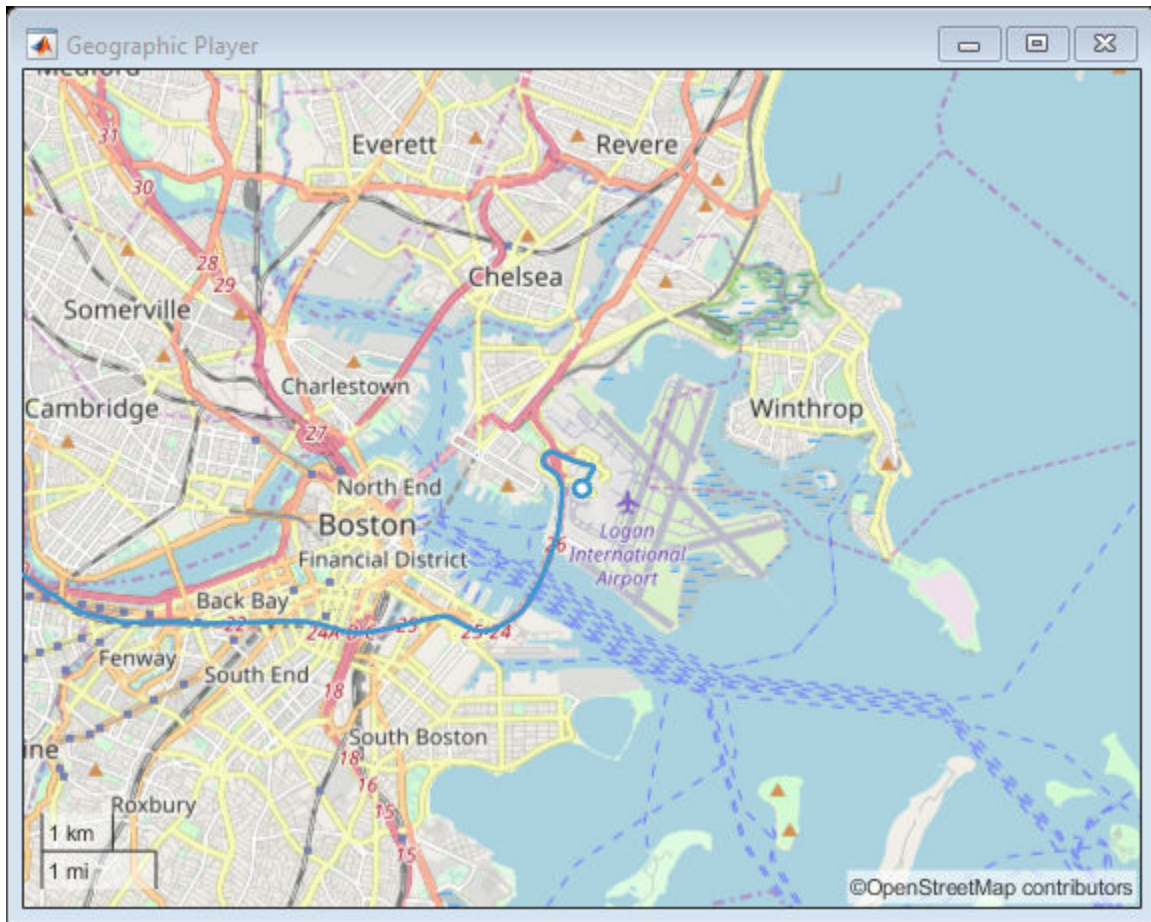 Geographic Player
Medford
31
Everett
Revere
30
28
29
Chelsea
Somerville
Charlestown
Cambridge
Winthrop
27
North End
Boston
26
Logan
International
Airport
Financial District
Back Bay
22
25-24
Fenway
South End
18
South Boston
ine
18
16
Roxbury
15
15
1 km
1 mi
©OpenStreetMap contributors